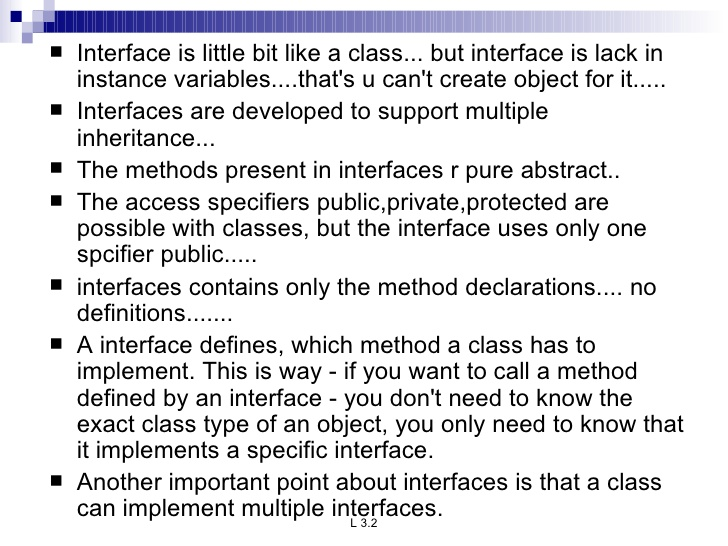 Interface is little bit like a class... but interface is lack in
instance variables....that's u can't create object for it.....
Interfaces are developed to support multiple
inheritance...
The methods present in interfaces r pure abstract..
The access specifiers public,private,protected are
possible with classes, but the interface uses only one
spcifier public.....
interfaces contains only the method declarations.... no
definitions.......
A interface defines, which method a class has to
implement. This is way - if you want to call a method
defined by an interface - you don't need to know the
exact class type of an object, you only need to know that
it implements a specific interface.
Another important point about interfaces is that a class
can implement multiple interfaces.
L 3.2